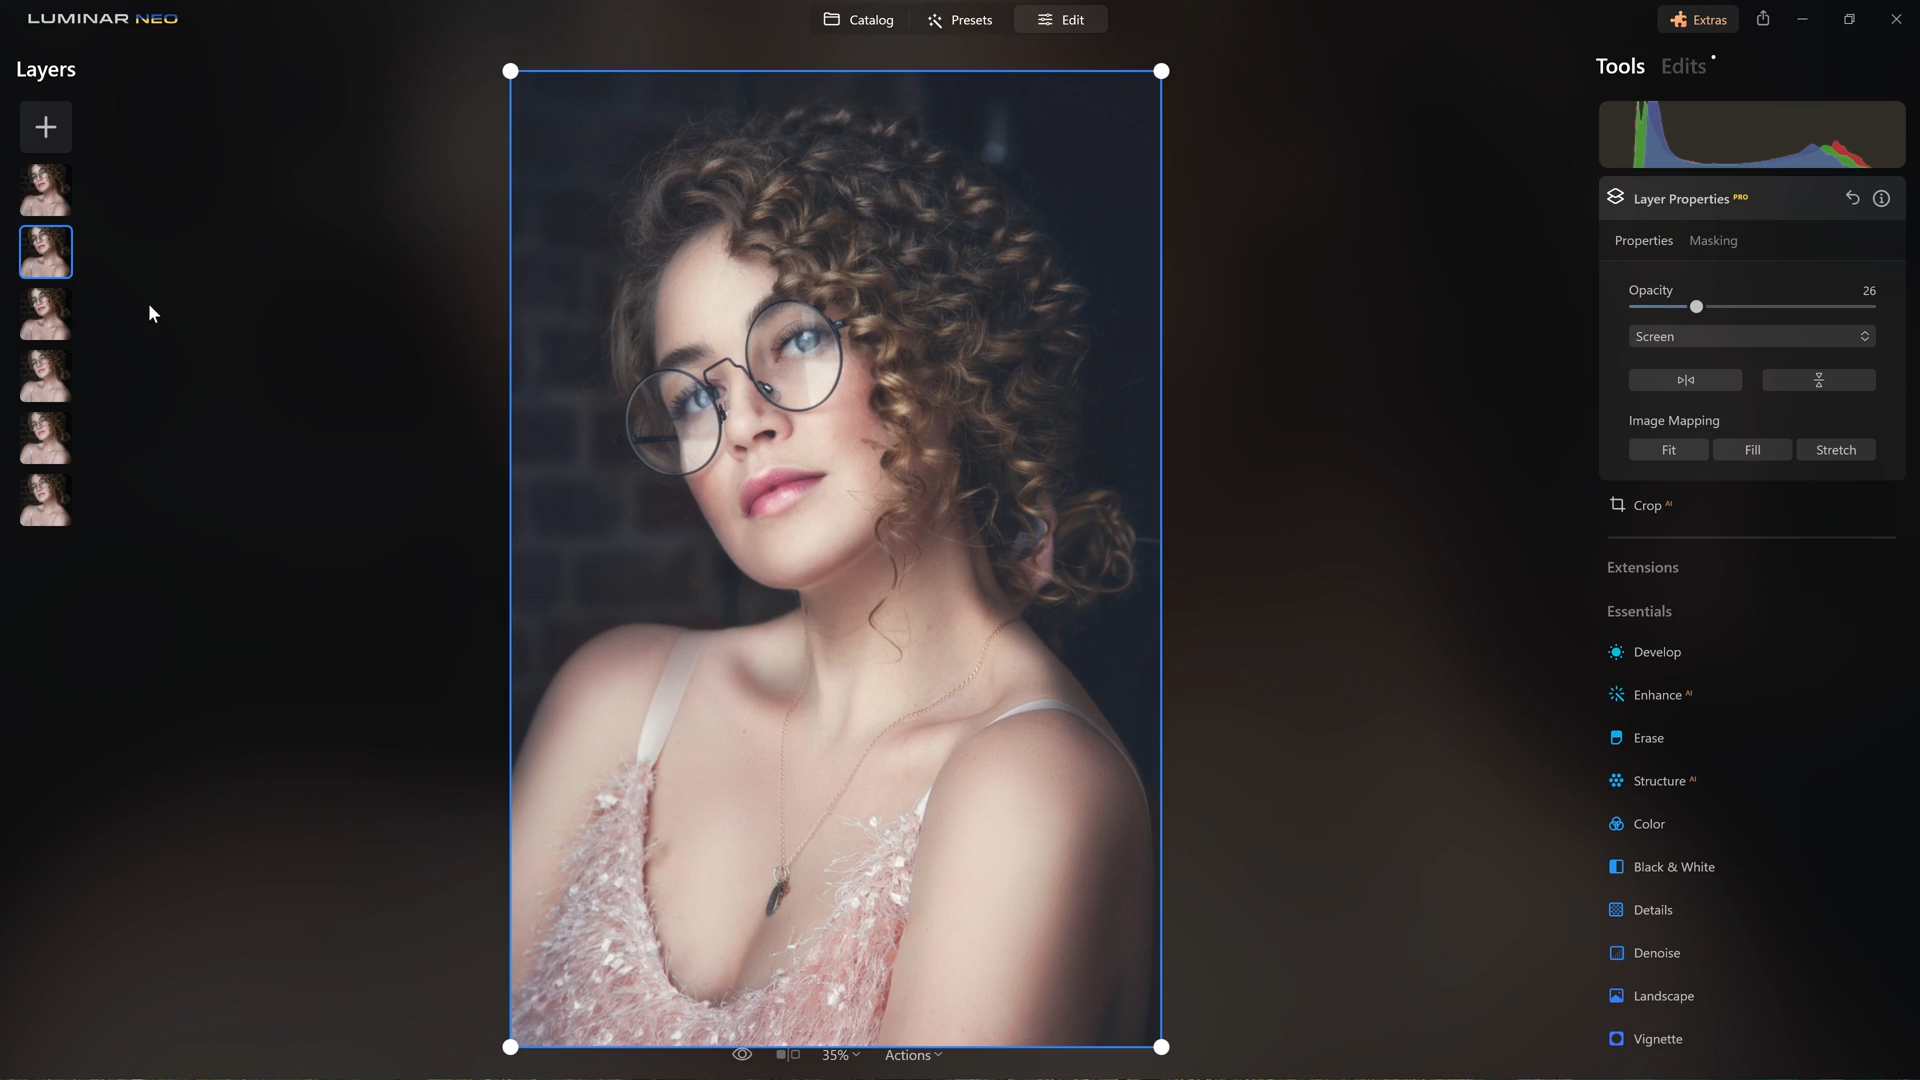 LUMINAR NEO
Catalog
Presets
Edit
Extras
Layers
Tools
Edits
Layer Properties PRO
Properties
Masking
Opacity
26
Screen
Image Mapping
Fit
Fill
Stretch
Crop AI
Extensions
Essentials
Develop
Enhance AI
Erase
Structure AI
Color
Black & White
Details
Denoise
Landscape
Vignette
35%
Actions